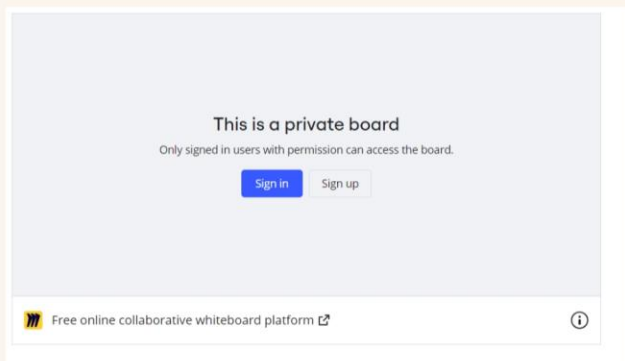 This is a private board
Only signed in users with permission can access the board.
Sign in Sign up
Free online collaborative whiteboard platform